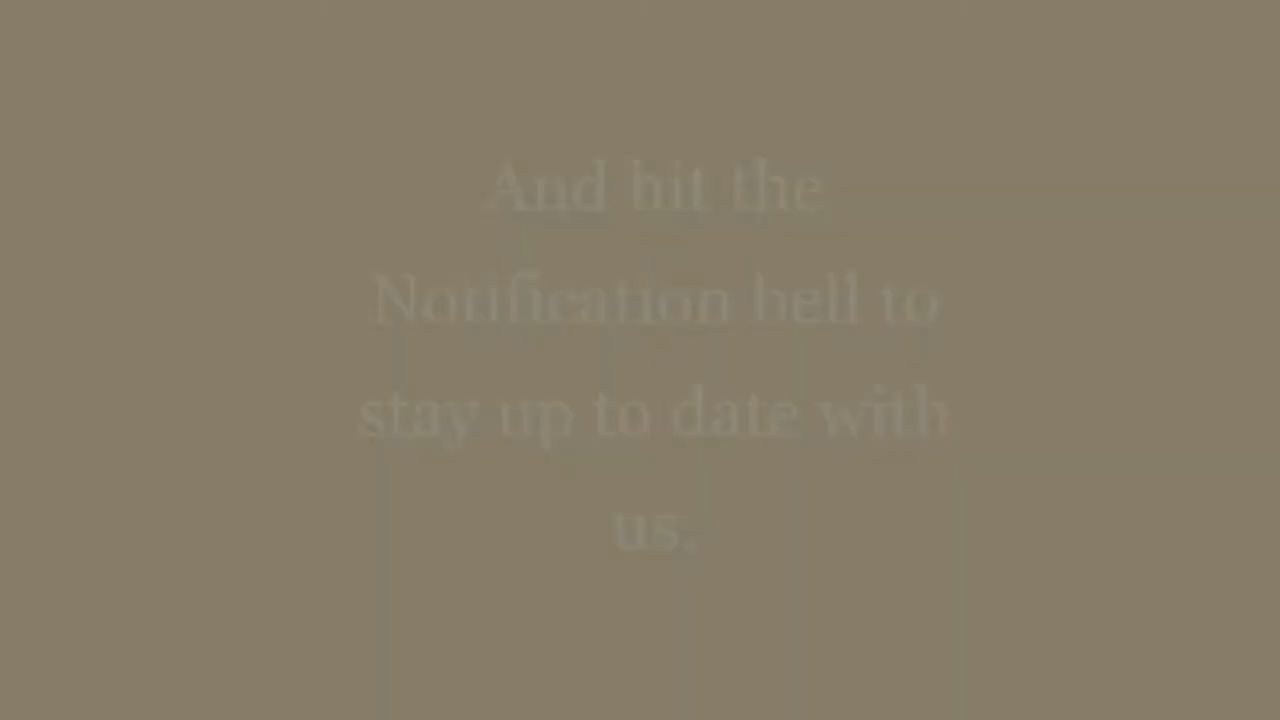 And hit the
Notification bell to
stay up to date with
us.